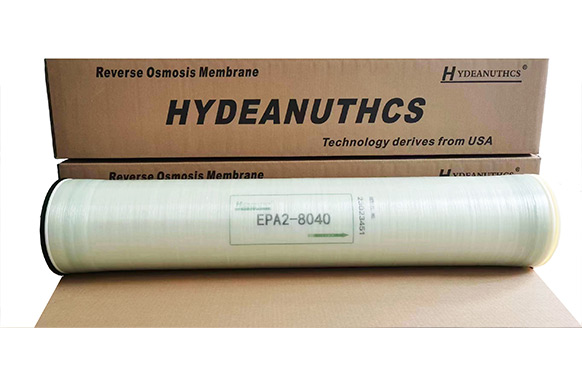 Reverse Osmosis Membrane
HYDEANUTHCS©
HYDEANUTHCS
Technology derives from USA
Reverse Osmosis Membrane
HYDEANUTHCS
EPA2-8040